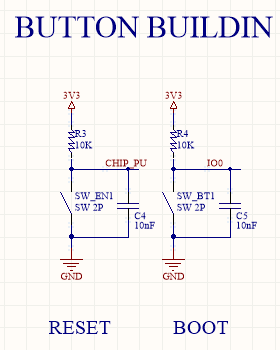 BUTTON BUILDIN
3V3
3V3
R3
10K
R4
10K
CHIP_PU
IO0
SW_EN1
SW 2P
C4
10nF
SW_BT1
SW 2P
C5
10nF
GND
GND
RESET
BOOT